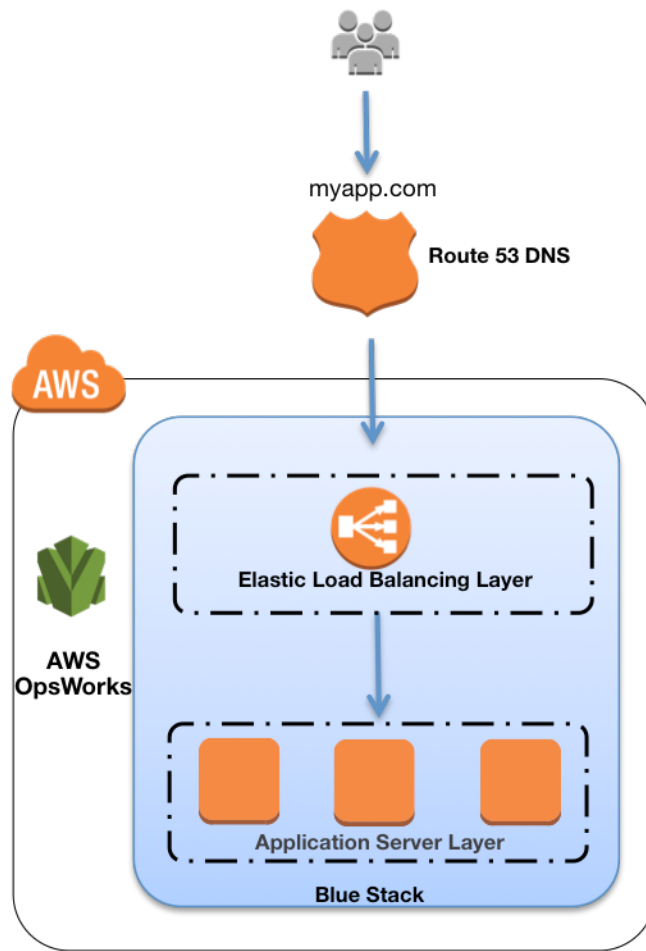 myapp.com
Route 53 DNS
AWS
Elastic Load Balancing Layer
AWS
OpsWorks
Application Server Layer
Blue Stack